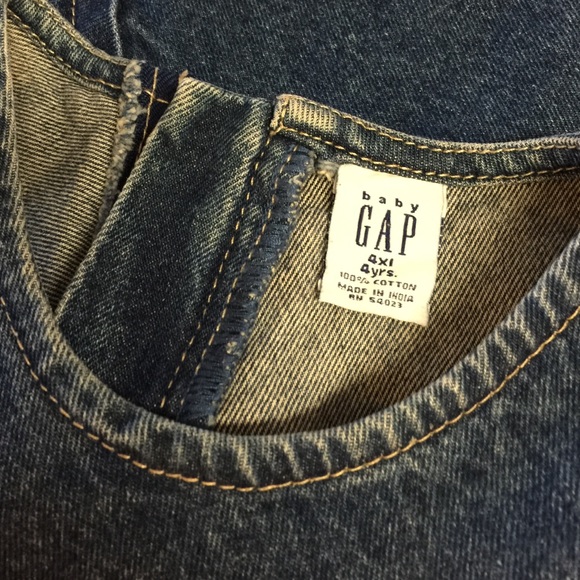 baby
GAP
4xl
4yrs.
100% COTTON
MADE IN INDIA
RN 54023